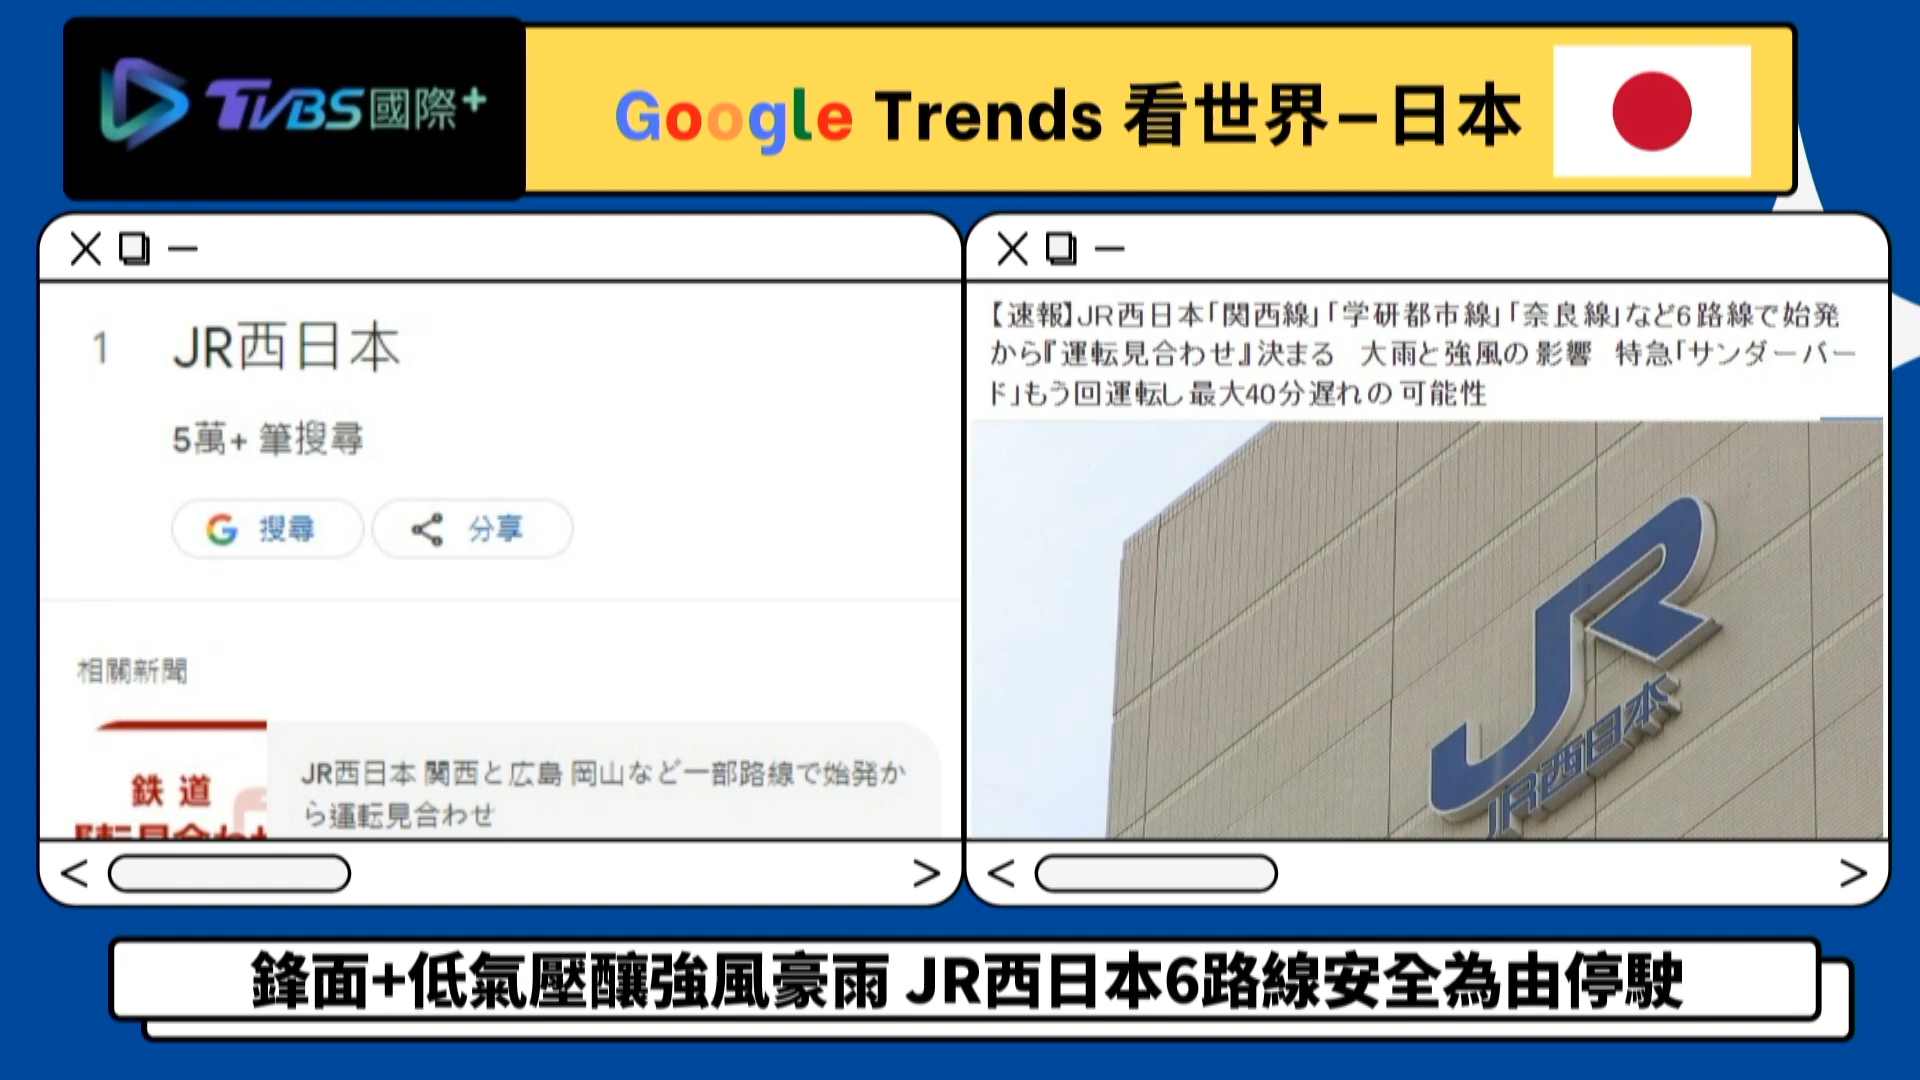 TVBS國際+
Google Trends 看世界-日本
1 JR西日本
5萬+ 筆搜尋
搜尋 分享
相關新聞
鉄道
運転見合わせ
JR西日本 関西と広島 岡山など一部路線で始発か
ら運転見合わせ
【速報】JR西日本「関西線」「学研都市線」「奈良線」など6路線で始発
から『運転見合わせ』決まる 大雨と強風の影響 特急「サンダーバー
ド」もう回運転し最大40分遅れの可能性
JR
JR西日本
鋒面+低氣壓釀強風豪雨 JR西日本6路線安全為由停駛